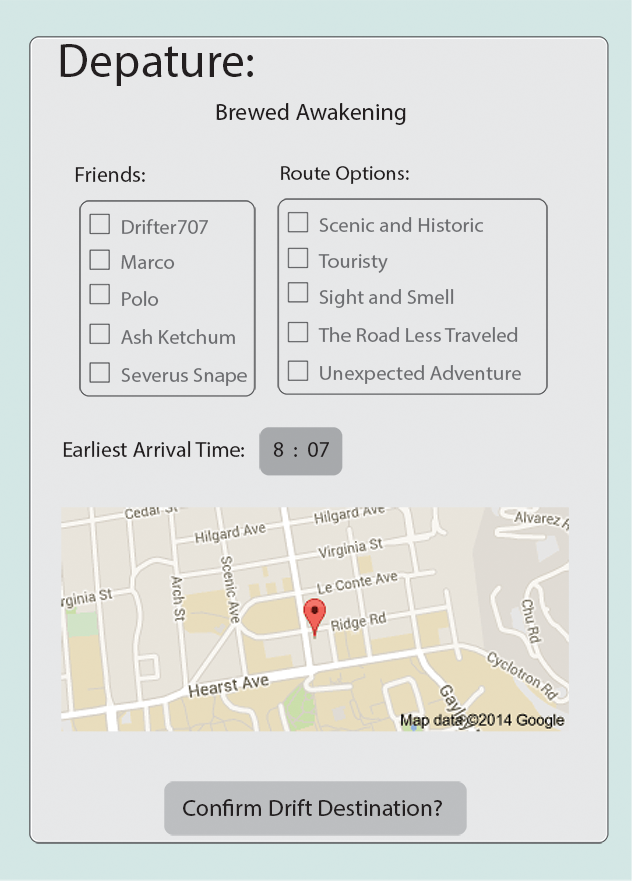 Depature:
Brewed Awakening
Friends:
Route Options:
Drifter707
Marco
Polo
Ash Ketchum
Severus Snape
Scenic and Historic
Touristy
Sight and Smell
The Road Less Traveled
Unexpected Adventure
Earliest Arrival Time: 8 : 07
Cedar St
Hilgard Ave
Hilgard Ave
Alvarez R
Virginia St
Scenic Ave
Le Conte Ave
Arch St
rginia St
Ridge Rd
Chu Rd
Hearst Ave
Cyclotron Rd
Gayley
Map data ©2014 Google
Confirm Drift Destination?